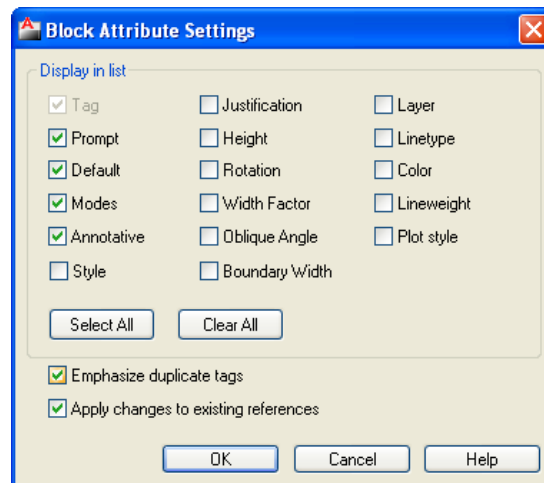 Block Attribute Settings
Display in list
Tag Justification Layer
Prompt Height Linetype
Default Rotation Color
Modes Width Factor Lineweight
Annotative Oblique Angle Plot style
Style Boundary Width
Select All Clear All
Emphasize duplicate tags
Apply changes to existing references
OK Cancel Help